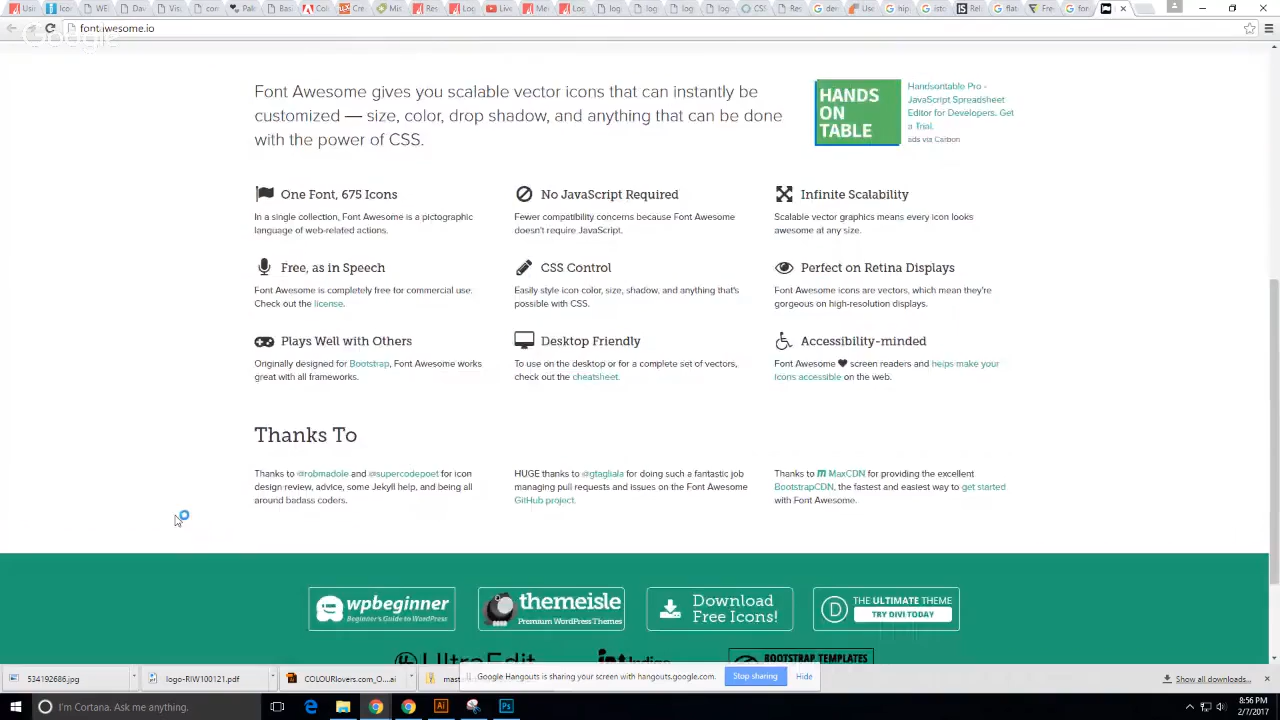 fontawesome.io
Font Awesome gives you scalable vector icons that can instantly be
customized — size, color, drop shadow, and anything that can be done
with the power of CSS.
HANDS
ON
TABLE
Handsontable Pro -
JavaScript Spreadsheet
Editor for Developers. Get
a Trial.
ads via Carbon
One Font, 675 Icons
In a single collection, Font Awesome is a pictographic
language of web-related actions.
No JavaScript Required
Fewer compatibility concerns because Font Awesome
doesn't require JavaScript.
Infinite Scalability
Scalable vector graphics means every icon looks
awesome at any size.
Free, as in Speech
Font Awesome is completely free for commercial use.
Check out the license.
CSS Control
Easily style icon color, size, shadow, and anything that's
possible with CSS.
Perfect on Retina Displays
Font Awesome icons are vectors, which mean they're
gorgeous on high-resolution displays.
Plays Well with Others
Originally designed for Bootstrap, Font Awesome works
great with all frameworks.
Desktop Friendly
To use on the desktop or for a complete set of vectors,
check out the cheatsheet.
Accessibility-minded
Font Awesome screen readers and helps make your
icons accessible on the web.
Thanks To
Thanks to @robmadole and @supercodepoet for icon
design review, advice, some Jekyll help, and being all
around badass coders.
HUGE thanks to @gtagliala for doing such a fantastic job
managing pull requests and issues on the Font Awesome
GitHub project.
Thanks to MaxCDN for providing the excellent
BootstrapCDN, the fastest and easiest way to get started
with Font Awesome.
wpbeginner
Beginner's Guide to WordPress
themeisle
Premium WordPress Themes
Download
Free Icons!
D THE ULTIMATE THEME
TRY DIVI TODAY
UltraEdit
BOOTSTRAP TEMPLATES
logo-RIW100121.pdf
COLOURlovers.com_O....ai
Google Hangouts is sharing your screen with hangouts.google.com.
Stop sharing
Hide
Show all downloads...
I'm Cortana. Ask me anything.
8:56 PM
2/7/2017